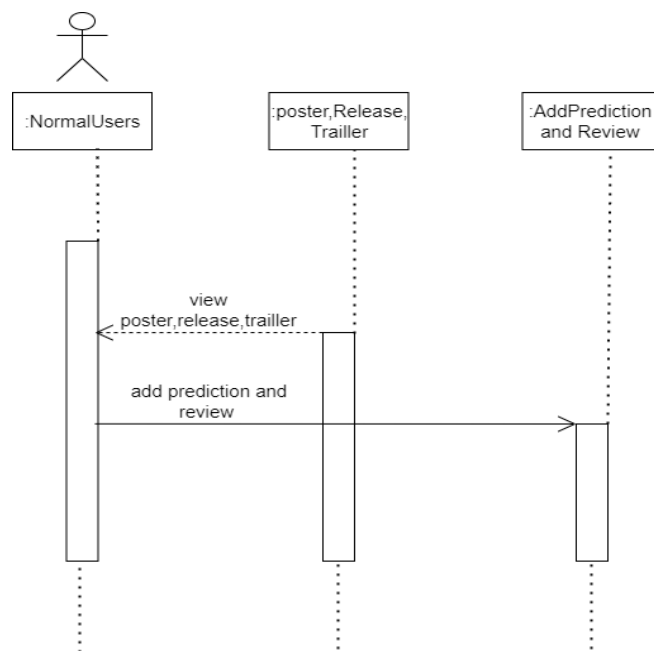 :NormalUsers
:poster,Release,
Trailler
:AddPrediction
and Review
view
poster,release,trailler
add prediction and
review